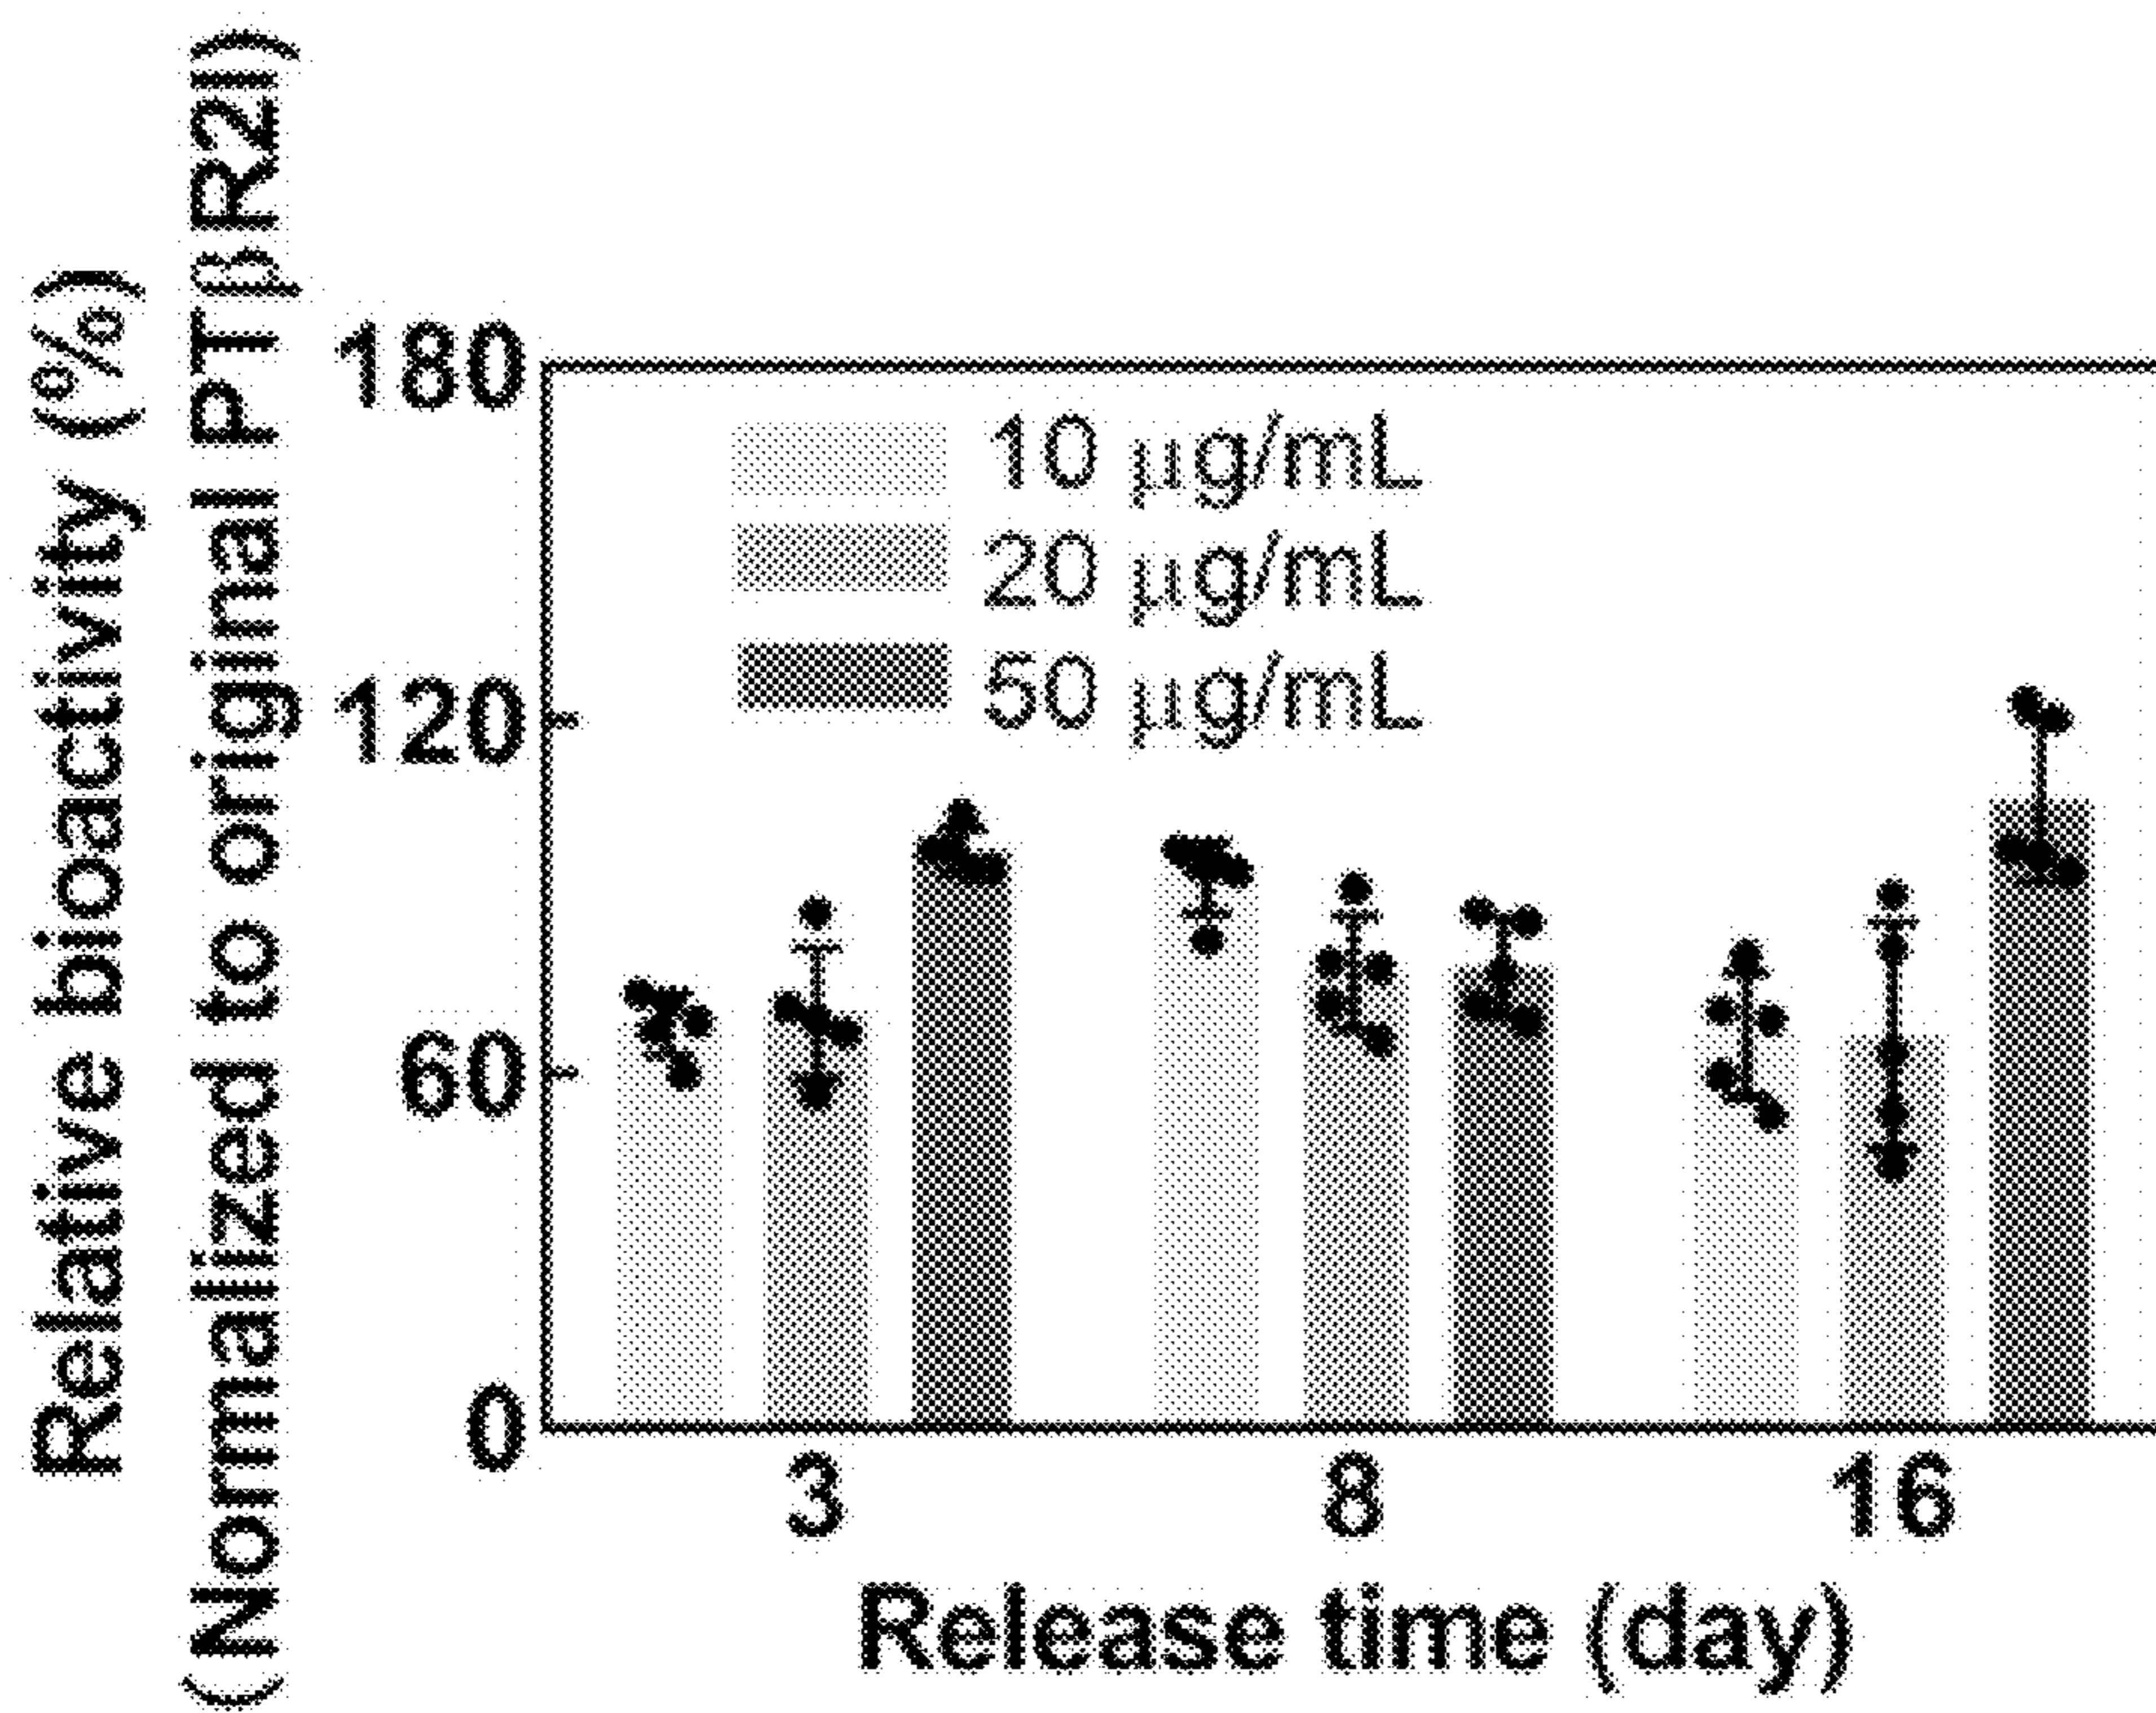 Relative bioactivity (%)
(Normalized to original PTβR2I)
180
120
60
0
10 μg/mL
20 μg/mL
50 μg/mL
3
8
16
Release time (day)